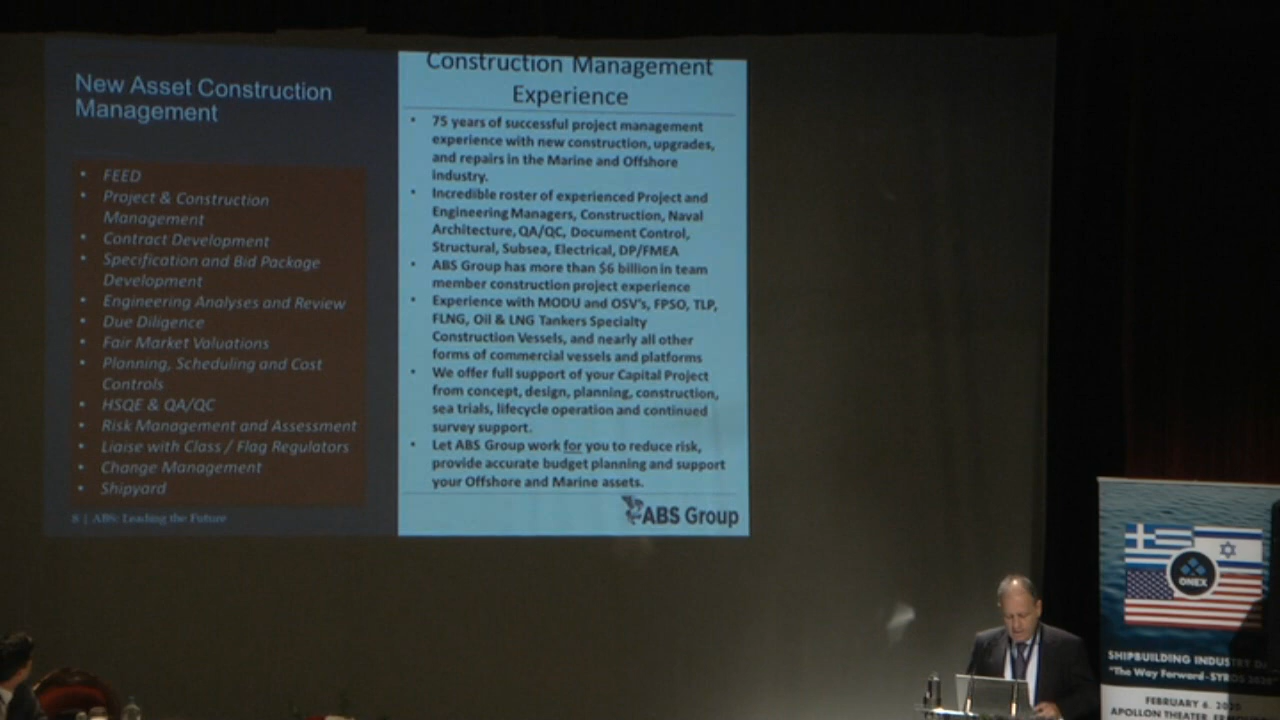 New Asset Construction
Management
• FEED
• Project & Construction
Management
• Contract Development
• Specification and Bid Package
Development
• Engineering Analyses and Review
• Due Diligence
• Fair Market Valuations
• Planning, Scheduling and Cost
Controls
• HSQE & QA/QC
• Risk Management and Assessment
• Liaise with Class / Flag Regulators
• Change Management
• Shipyard
8 | ABS: Leading the Future
Construction Management
Experience
• 75 years of successful project management
experience with new construction, upgrades,
and repairs in the Marine and Offshore
industry.
• Incredible roster of experienced Project and
Engineering Managers, Construction, Naval
Architecture, QA/QC, Document Control,
Structural, Subsea, Electrical, DP/FMEA
• ABS Group has more than $6 billion in team
member construction project experience
• Experience with MODU and OSV's, FPSO, TLP,
FLNG, Oil & LNG Tankers Specialty
Construction Vessels, and nearly all other
forms of commercial vessels and platforms
• We offer full support of your Capital Project
from concept, design, planning, construction,
sea trials, lifecycle operation and continued
survey support.
• Let ABS Group work for you to reduce risk,
provide accurate budget planning and support
your Offshore and Marine assets.
ABS Group
ONEX
SHIPBUILDING INDUSTRY
"The Way Forward-SYROS 2020"
FEBRUARY 6, 2020
APOLLON THEATER